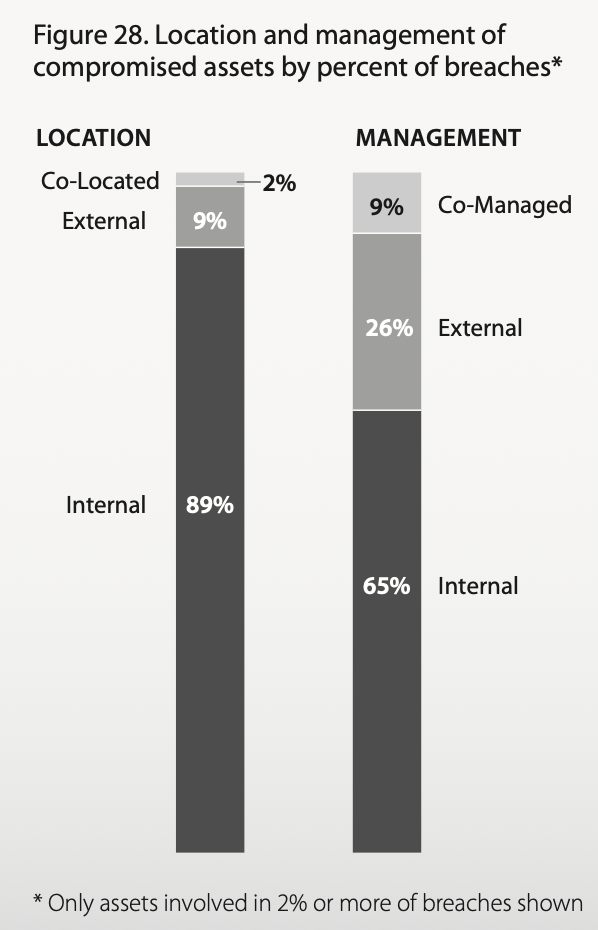 Figure 28. Location and management of
compromised assets by percent of breaches*
LOCATION
Co-Located
2%
External
9%
Internal
89%
MANAGEMENT
9%
Co-Managed
26%
External
65%
Internal
* Only assets involved in 2% or more of breaches shown